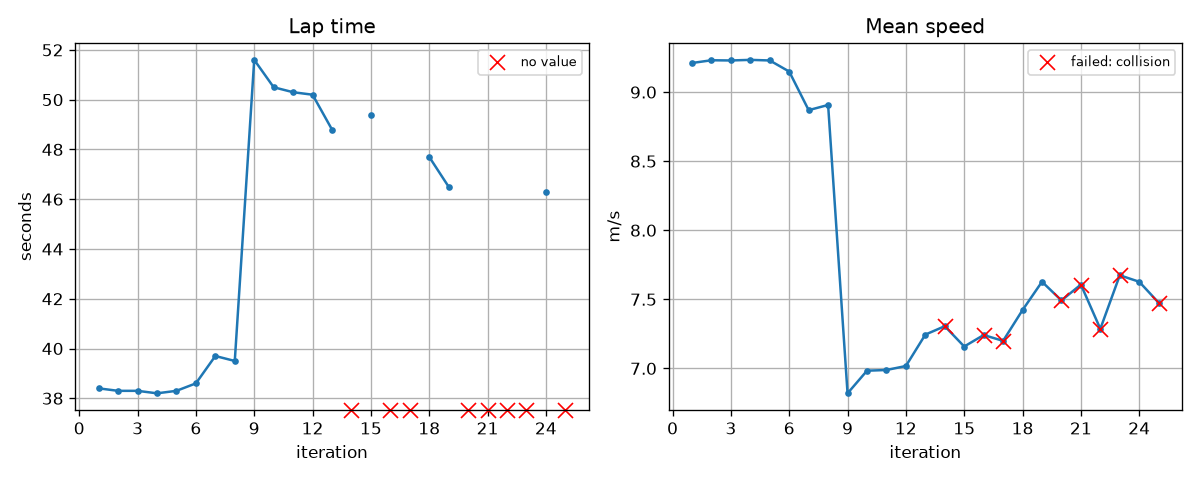 Lap time
52
50
48
46
44
42
40
38
seconds
0 3 6 9 12 15 18 21 24
iteration
no value
Mean speed
9.0
8.5
8.0
7.5
7.0
m/s
0 3 6 9 12 15 18 21 24
iteration
failed: collision